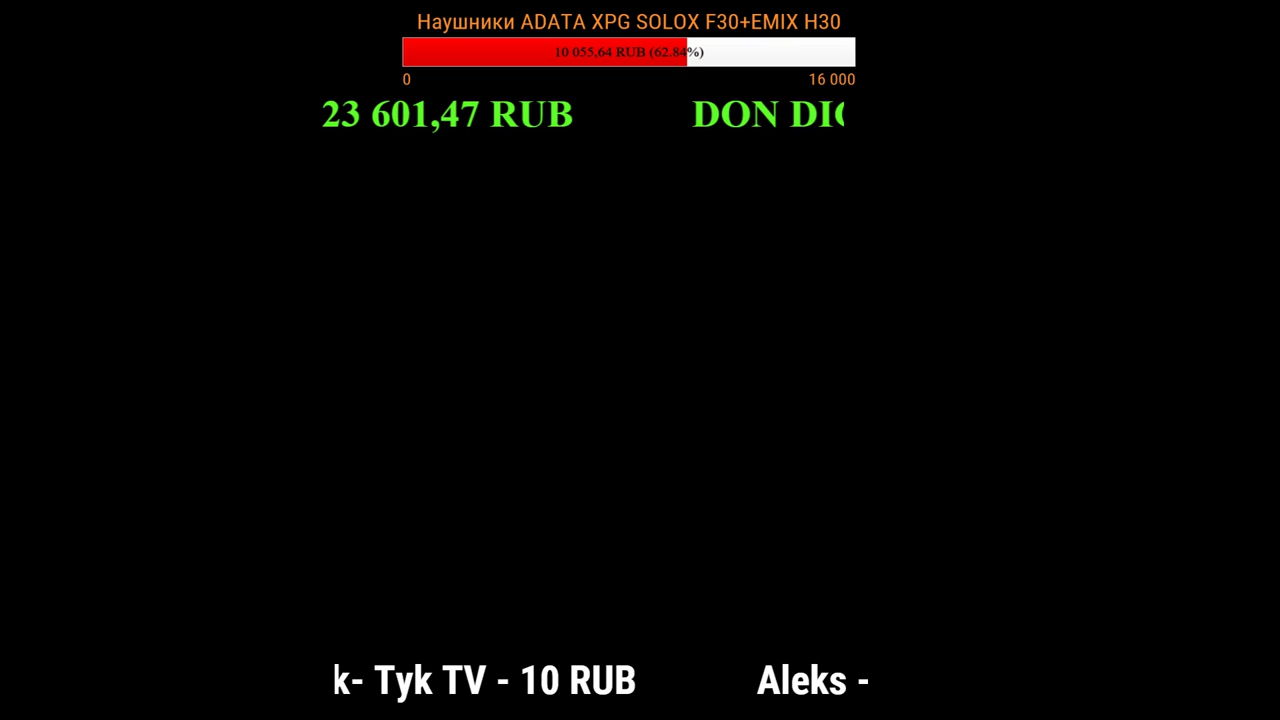 Наушники ADATA XPG SOLOX F30+EMIX H30
10 055,64 RUB (62.84%)
0 16 000
23 601,47 RUB DON
k- Tyk TV - 10 RUB Aleks -